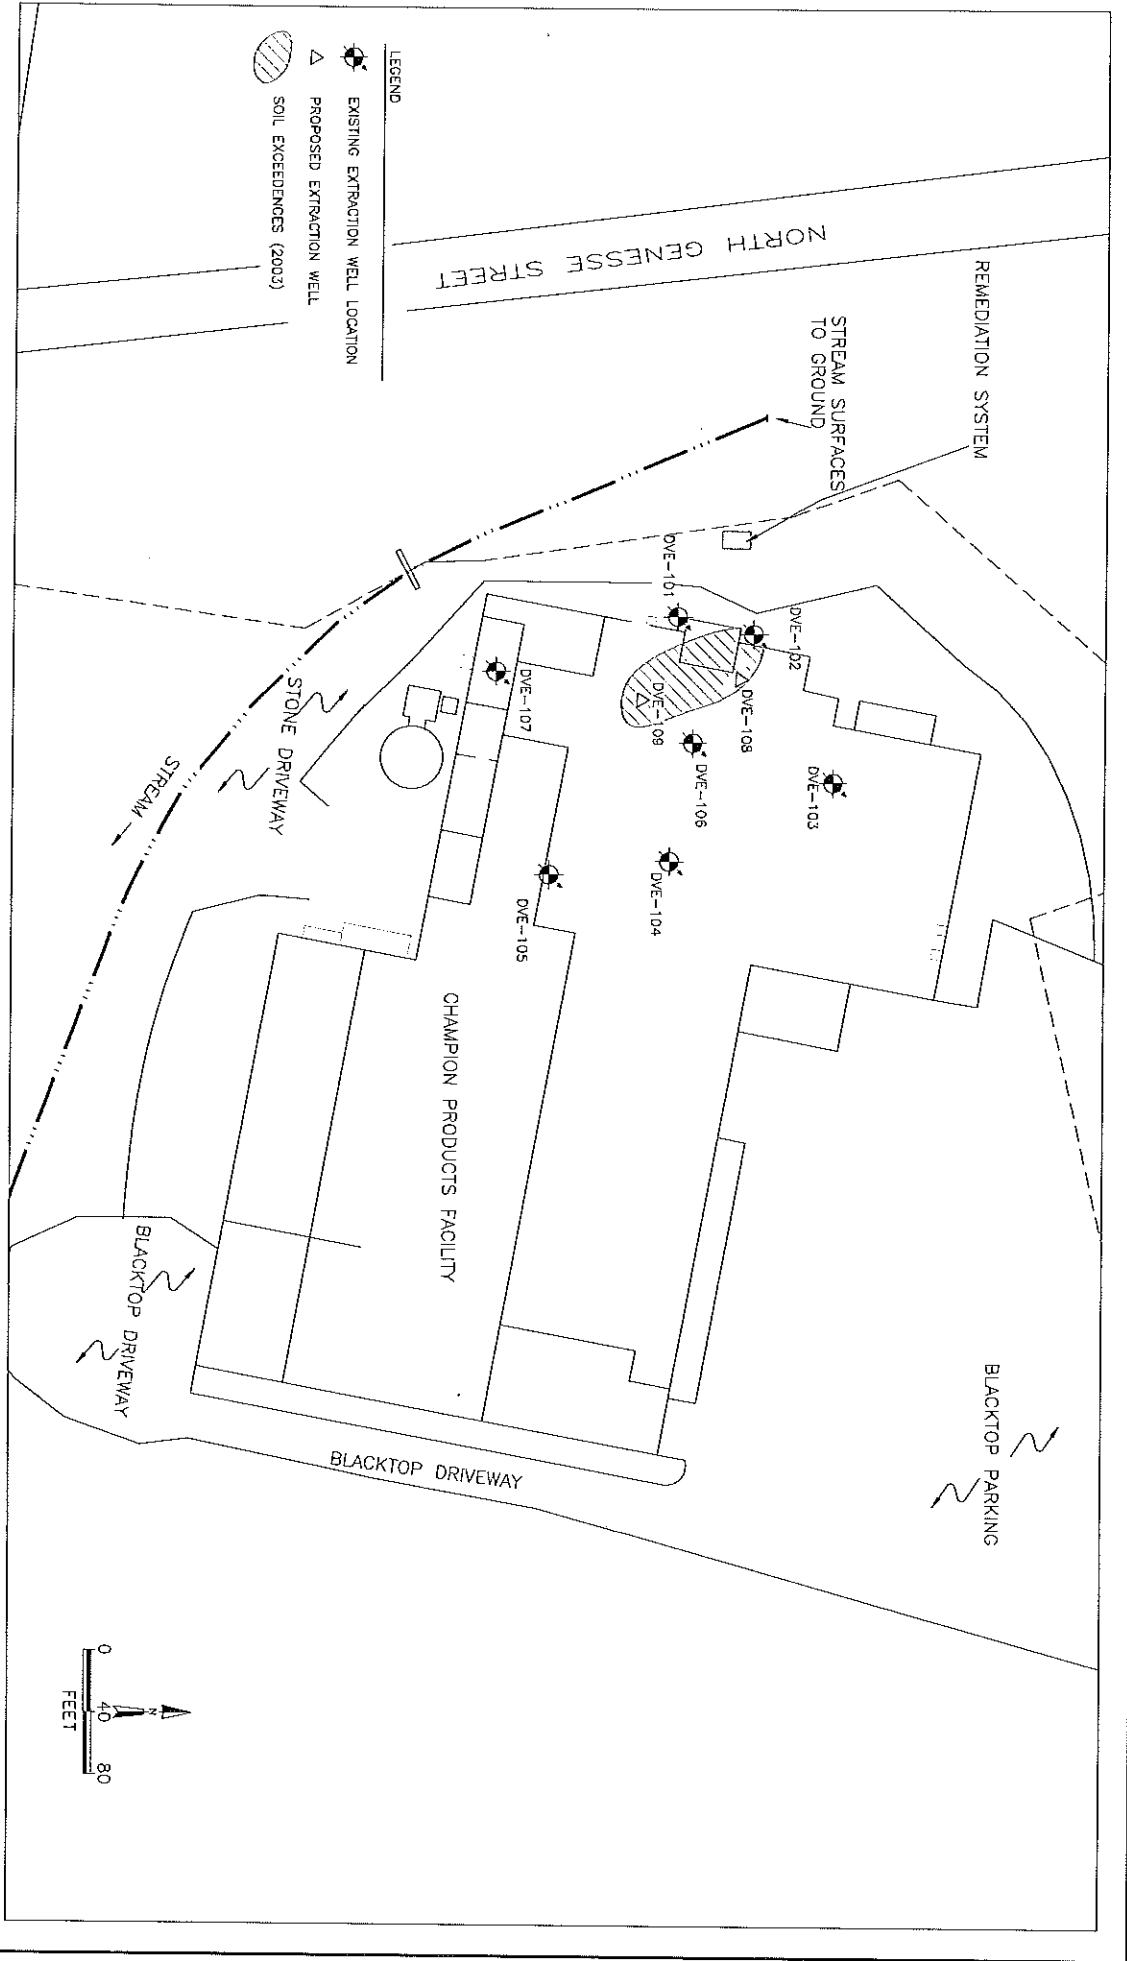 LEGEND
EXISTING EXTRACTION WELL LOCATION
PROPOSED EXTRACTION WELL
SOIL EXCEEDENCES (2003)
NORTH GENESSE STREET
REMEDIATION SYSTEM
STREAM SURFACES
TO GROUND
DVE-101
DVE-102
DVE-108
DVE-109
DVE-107
DVE-106
DVE-103
DVE-104
DVE-105
STONE DRIVEWAY
STREAM
CHAMPION PRODUCTS FACILITY
BLACKTOP DRIVEWAY
BLACKTOP DRIVEWAY
BLACKTOP PARKING
N
0 40 80
FEET